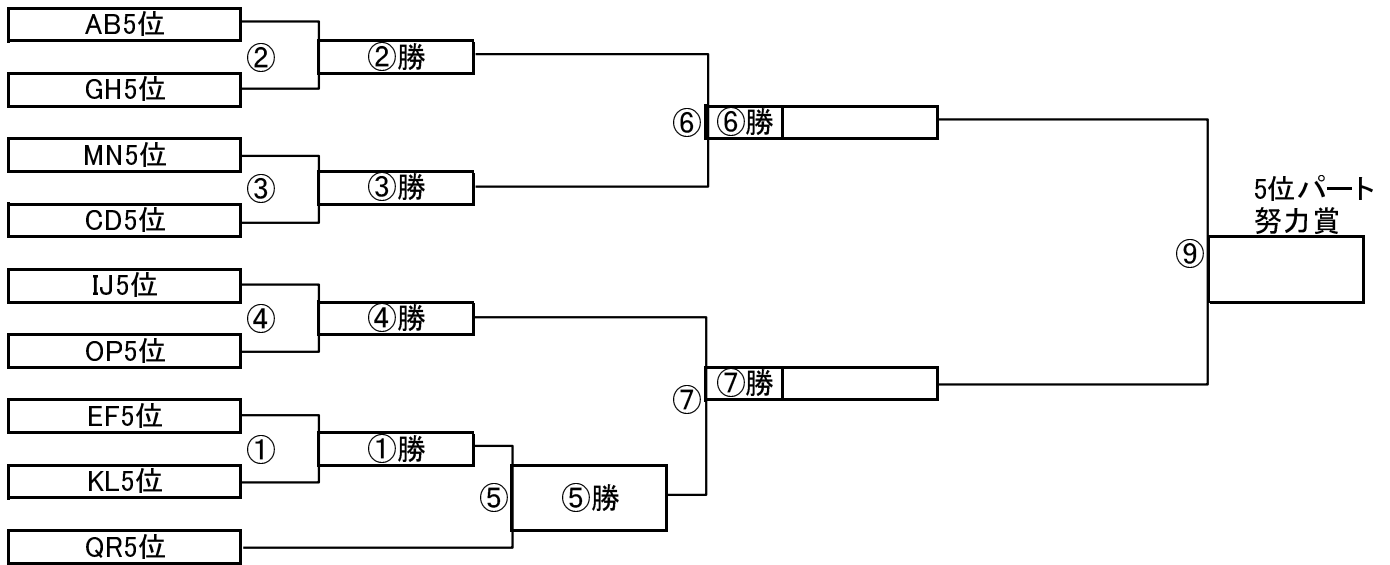 AB5位
②
②勝
GH5位
⑥
⑥勝
MN5位
③
③勝
CD5位
5位パート
努力賞
⑨
IJ5位
④
④勝
OP5位
⑦
⑦勝
EF5位
①
①勝
KL5位
⑤
⑤勝
QR5位